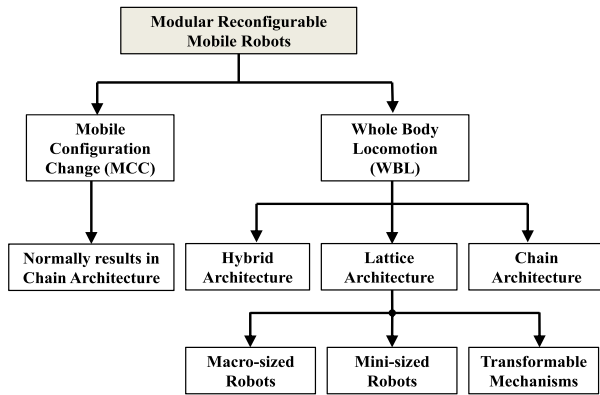 Modular Reconfigurable
Mobile Robots
Mobile
Configuration
Change (MCC)
Whole Body
Locomotion
(WBL)
Normally results in
Chain Architecture
Hybrid
Architecture
Lattice
Architecture
Chain
Architecture
Macro-sized
Robots
Mini-sized
Robots
Transformable
Mechanisms